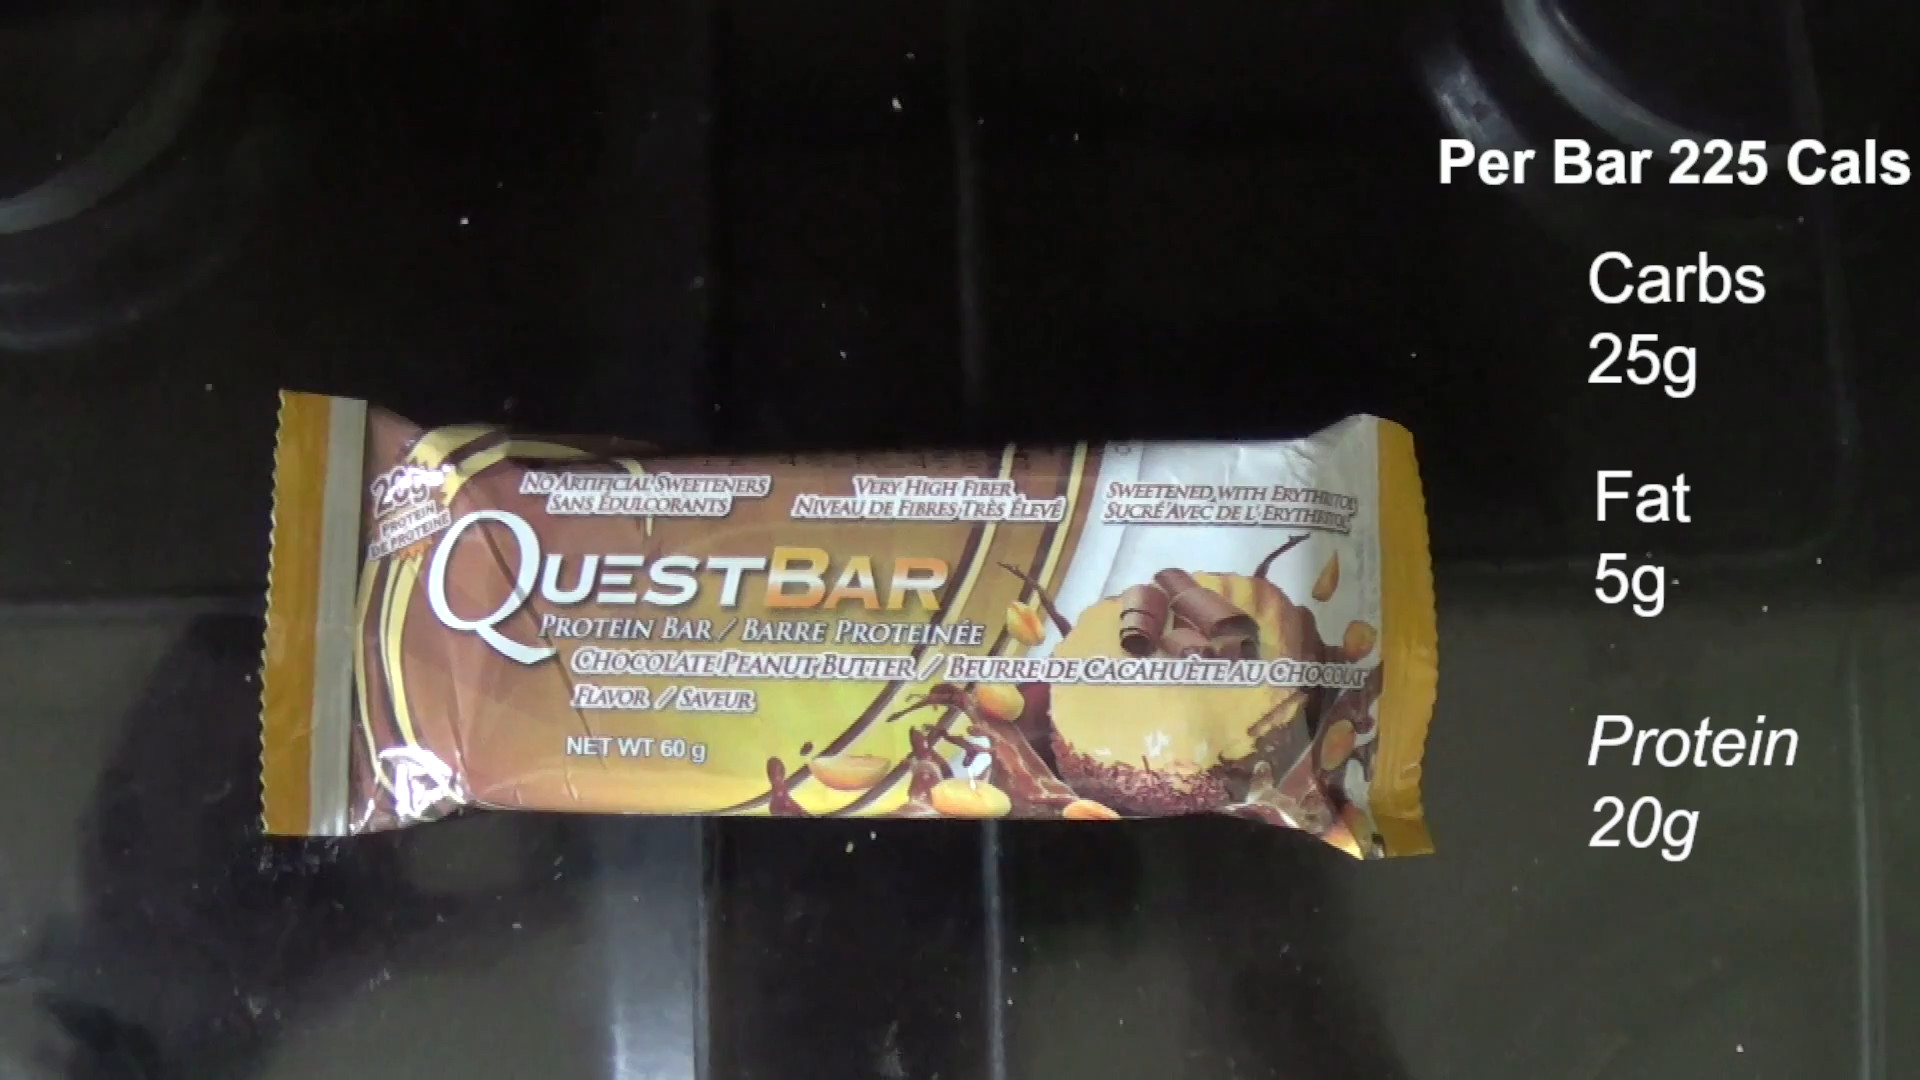 Per Bar 225 Cals
Carbs
25g
Fat
5g
Protein
20g
20g
PROTEIN
DE PROTÉINE
NO ARTIFICIAL SWEETENERS
SANS ÉDULCORANTS
VERY HIGH FIBER
NIVEAU DE FIBRES TRÈS ÉLEVÉ
SWEETENED WITH ERYTHRITOL
SUCRÉ AVEC DE L'ERYTHRITOL
QUESTBAR
PROTEIN BAR / BARRE PROTEINÉE
CHOCOLATE PEANUT BUTTER / BEURRE DE CACAHUÈTE AU CHOCOLAT
FLAVOR / SAVEUR
NET WT 60 g